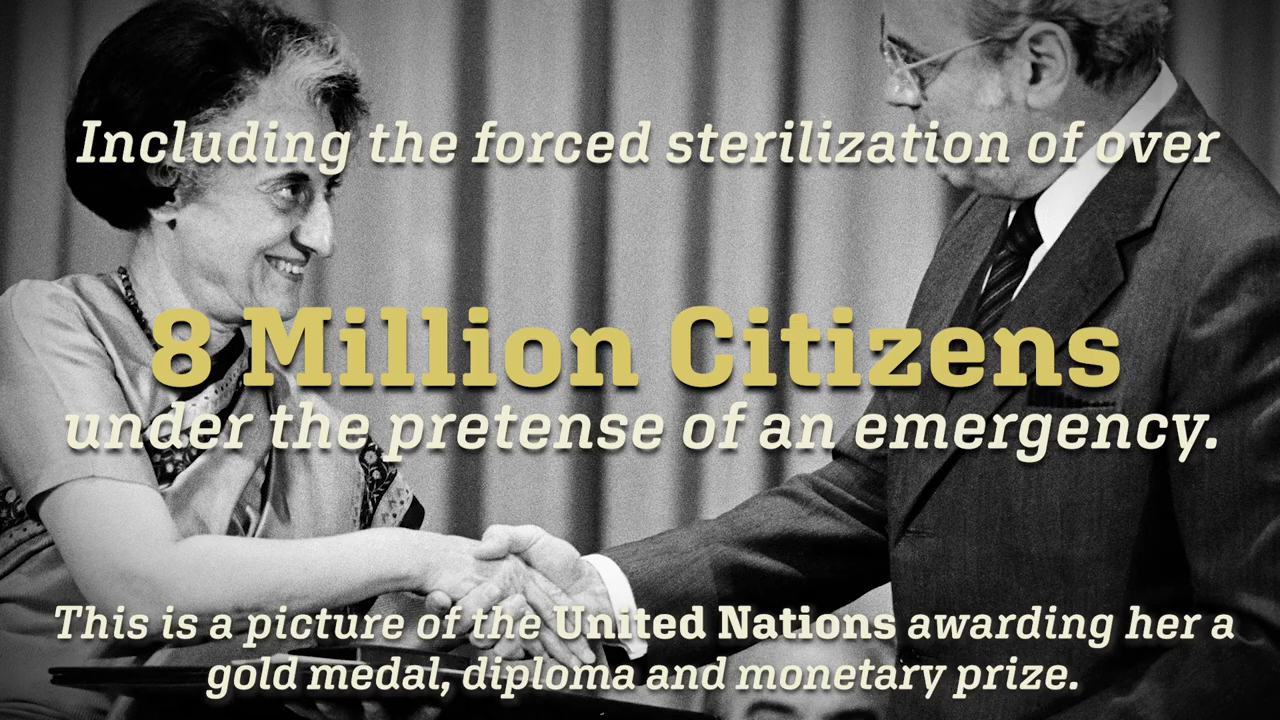 Including the forced sterilization of over
8 Million Citizens
under the pretense of an emergency.
This is a picture of the United Nations awarding her a
gold medal, diploma and monetary prize.